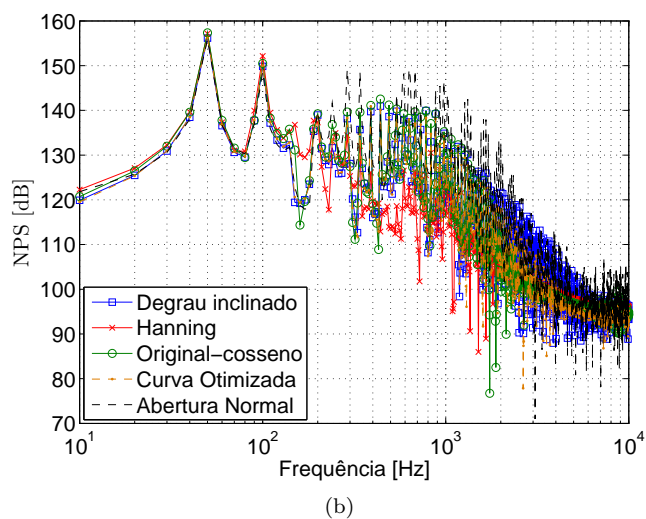 160
150
140
130
120
110
100
90
80
70
NPS [dB]
Degrau inclinado
Hanning
Original−cosseno
Curva Otimizada
Abertura Normal
10^1
10^2
10^3
10^4
Frequência [Hz]
(b)